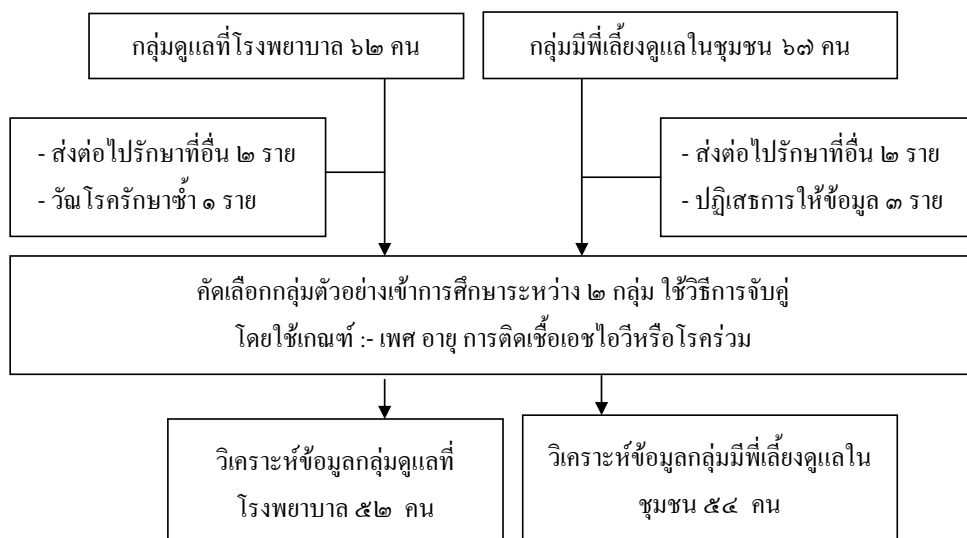 กลุ่มดูแลที่โรงพยาบาล ๖๒ คน
กลุ่มมีพี่เลี้ยงดูแลในชุมชน ๖๗ คน
- ส่งต่อไปรักษาที่อื่น ๒ ราย
- วัณโรครักษาซ้ำ ๑ ราย
- ส่งต่อไปรักษาที่อื่น ๒ ราย
- ปฏิเสธการให้ข้อมูล ๓ ราย
คัดเลือกกลุ่มตัวอย่างเข้าการศึกษาระหว่าง ๒ กลุ่ม ใช้วิธีการจับคู่
โดยใช้เกณฑ์ :- เพศ อายุ การติดเชื้อเอชไอวีหรือโรคร่วม
วิเคราะห์ข้อมูลกลุ่มดูแลที่
โรงพยาบาล ๕๒ คน
วิเคราะห์ข้อมูลกลุ่มมีพี่เลี้ยงดูแลใน
ชุมชน ๕๔ คน